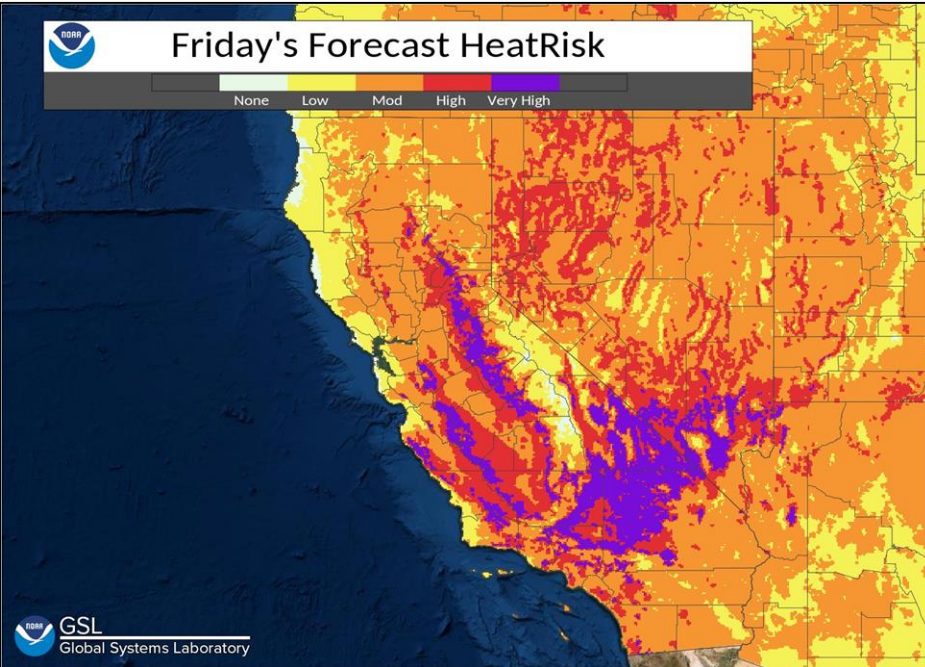 NOAA
Friday's Forecast HeatRisk
None Low Mod High Very High
NOAA
GSL
Global Systems Laboratory